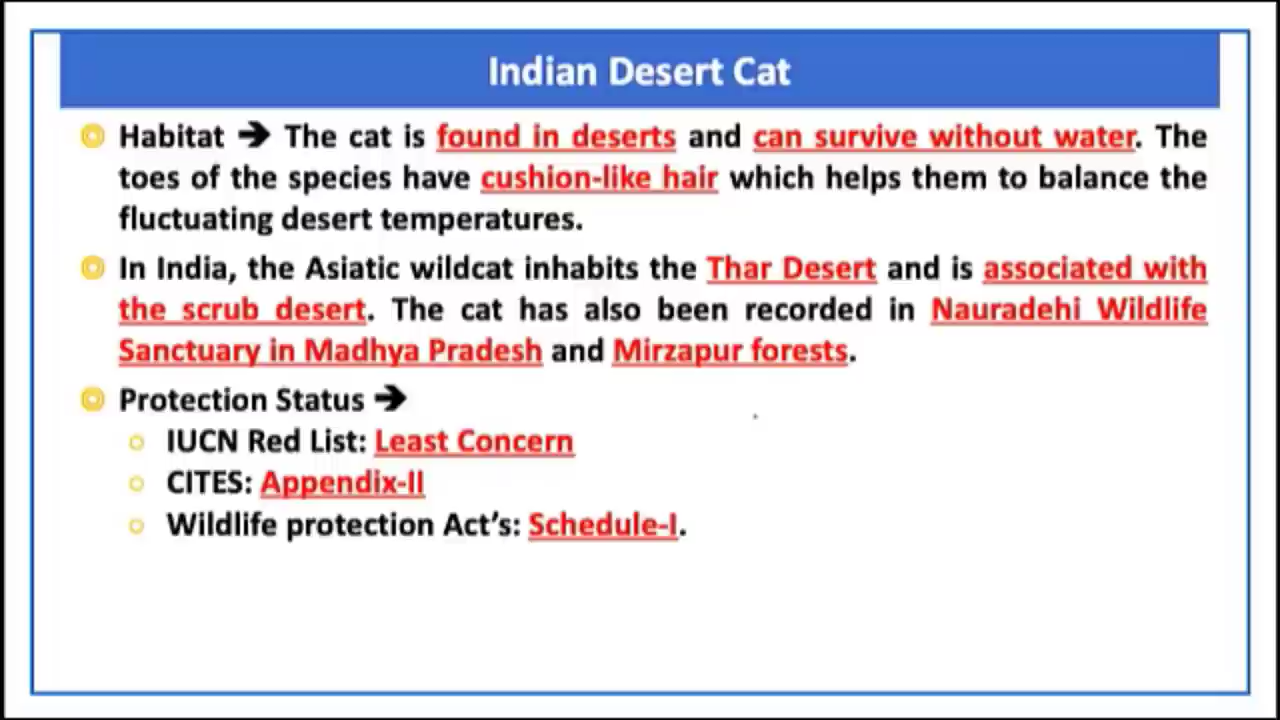 Indian Desert Cat
Habitat ➔ The cat is found in deserts and can survive without water. The
toes of the species have cushion-like hair which helps them to balance the
fluctuating desert temperatures.
In India, the Asiatic wildcat inhabits the Thar Desert and is associated with
the scrub desert. The cat has also been recorded in Nauradehi Wildlife
Sanctuary in Madhya Pradesh and Mirzapur forests.
Protection Status ➔
IUCN Red List: Least Concern
CITES: Appendix-II
Wildlife protection Act’s: Schedule-I.